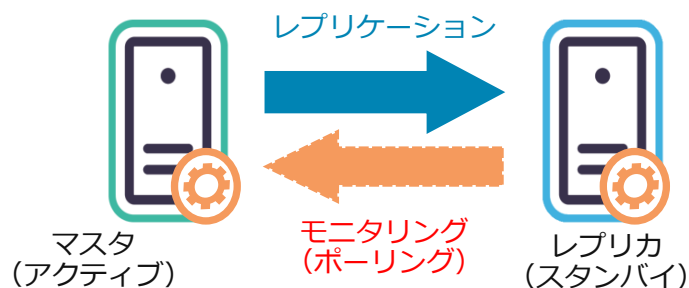 レプリケーション
モニタリング
（ポーリング）
マスタ
（アクティブ）
レプリカ
（スタンバイ）